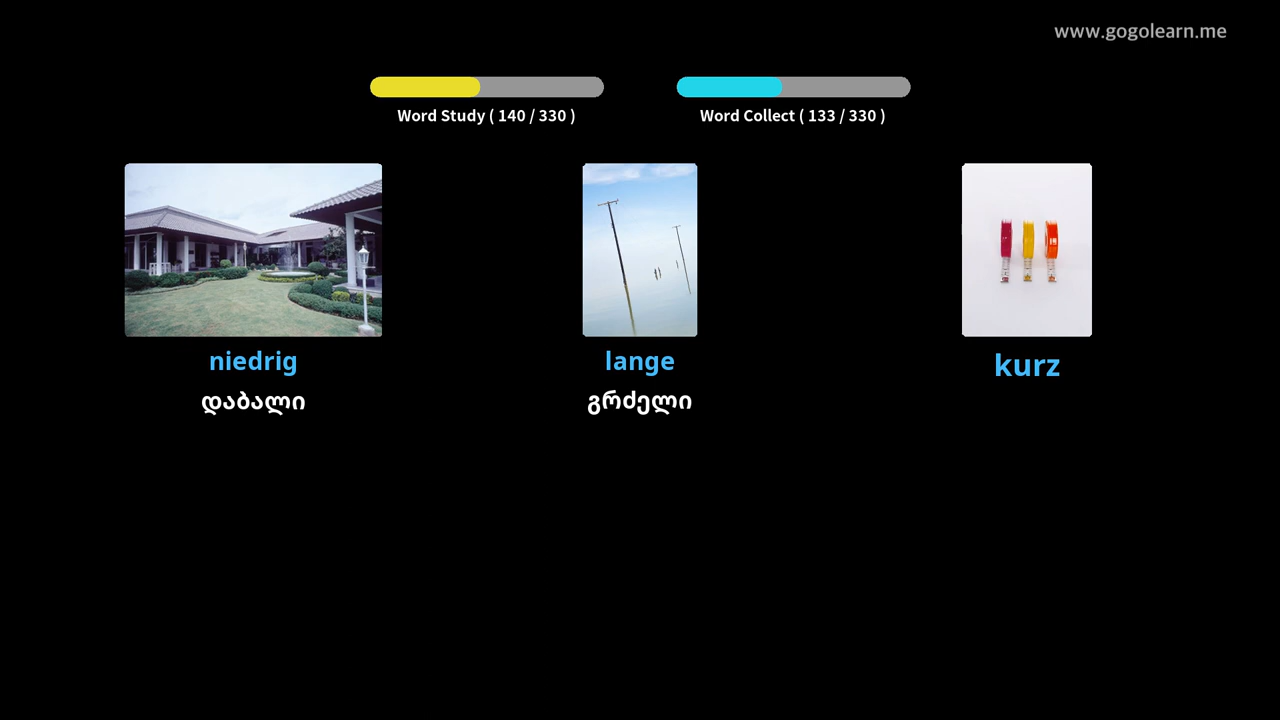 www.gogolearn.me
Word Study ( 140 / 330 )
Word Collect ( 133 / 330 )
niedrig
lange
kurz
დაბალი
გრძელი